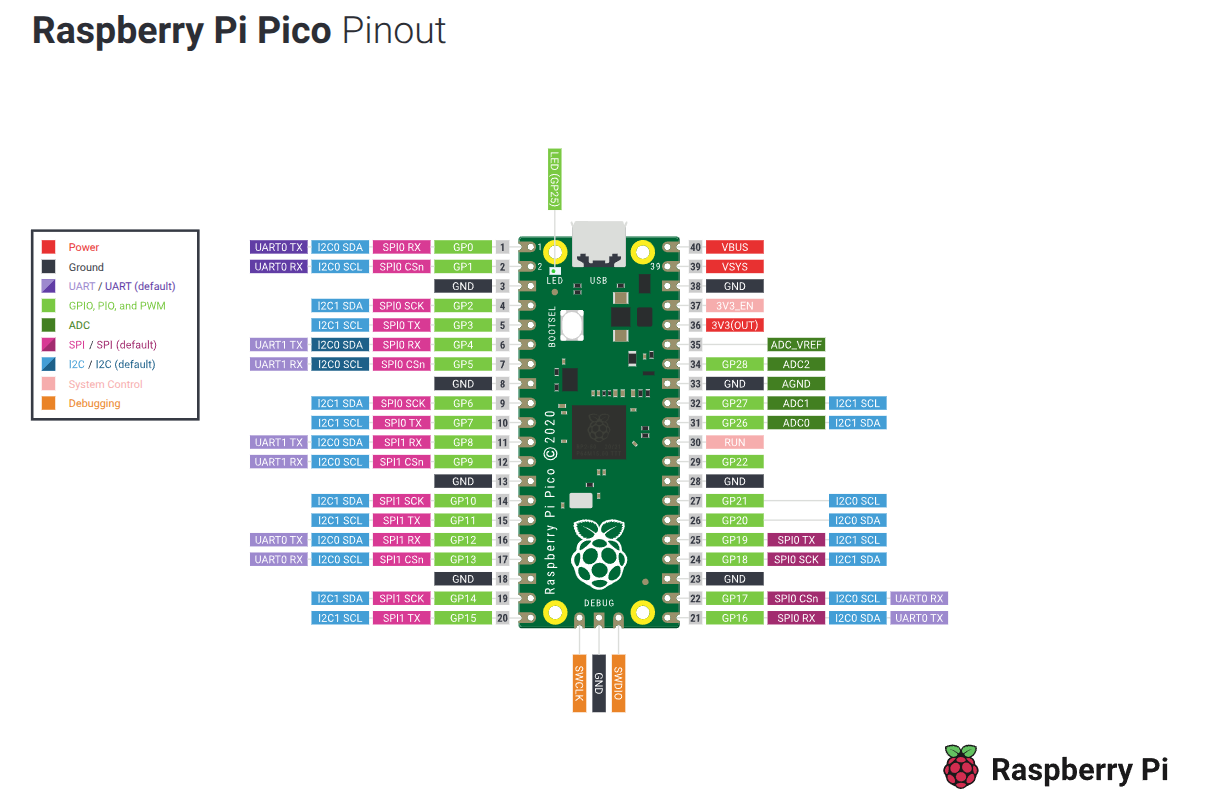 Raspberry Pi Pico Pinout
LED (GP25)
Power
Ground
UART / UART (default)
GPIO, PIO, and PWM
ADC
SPI / SPI (default)
I2C / I2C (default)
System Control
Debugging
UART0 TX I2C0 SDA SPI0 RX GP0 1
UART0 RX I2C0 SCL SPI0 CSn GP1 2
GND 3
I2C1 SDA SPI0 SCK GP2 4
I2C1 SCL SPI0 TX GP3 5
UART1 TX I2C0 SDA SPI0 RX GP4 6
UART1 RX I2C0 SCL SPI0 CSn GP5 7
GND 8
I2C1 SDA SPI0 SCK GP6 9
I2C1 SCL SPI0 TX GP7 10
UART1 TX I2C0 SDA SPI1 RX GP8 11
UART1 RX I2C0 SCL SPI1 CSn GP9 12
GND 13
I2C1 SDA SPI1 SCK GP10 14
I2C1 SCL SPI1 TX GP11 15
UART0 TX I2C0 SDA SPI1 RX GP12 16
UART0 RX I2C0 SCL SPI1 CSn GP13 17
GND 18
I2C1 SDA SPI1 SCK GP14 19
I2C1 SCL SPI1 TX GP15 20
1
2
39
LED
USB
BOOTSEL
Raspberry Pi Pico © 2020
DEBUG
40 VBUS
39 VSYS
38 GND
37 3V3_EN
36 3V3(OUT)
35 ADC_VREF
34 GP28 ADC2
33 GND AGND
32 GP27 ADC1 I2C1 SCL
31 GP26 ADC0 I2C1 SDA
30 RUN
29 GP22
28 GND
27 GP21 I2C0 SCL
26 GP20 I2C0 SDA
25 GP19 SPI0 TX I2C1 SCL
24 GP18 SPI0 SCK I2C1 SDA
23 GND
22 GP17 SPI0 CSn I2C0 SCL UART0 RX
21 GP16 SPI0 RX I2C0 SDA UART0 TX
SWCLK
GND
SWDIO
Raspberry Pi